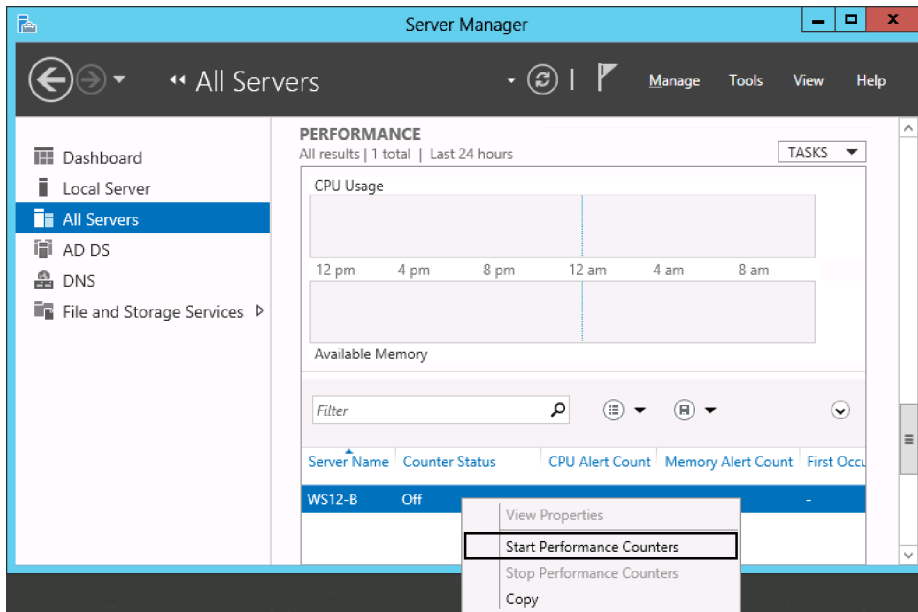 Server Manager
All Servers
Manage Tools View Help
Dashboard
Local Server
All Servers
AD DS
DNS
File and Storage Services
PERFORMANCE
All results | 1 total | Last 24 hours
TASKS
CPU Usage
12 pm 4 pm 8 pm 12 am 4 am 8 am
Available Memory
Filter
Server Name Counter Status CPU Alert Count Memory Alert Count First Occu
WS12-B Off -
View Properties
Start Performance Counters
Stop Performance Counters
Copy